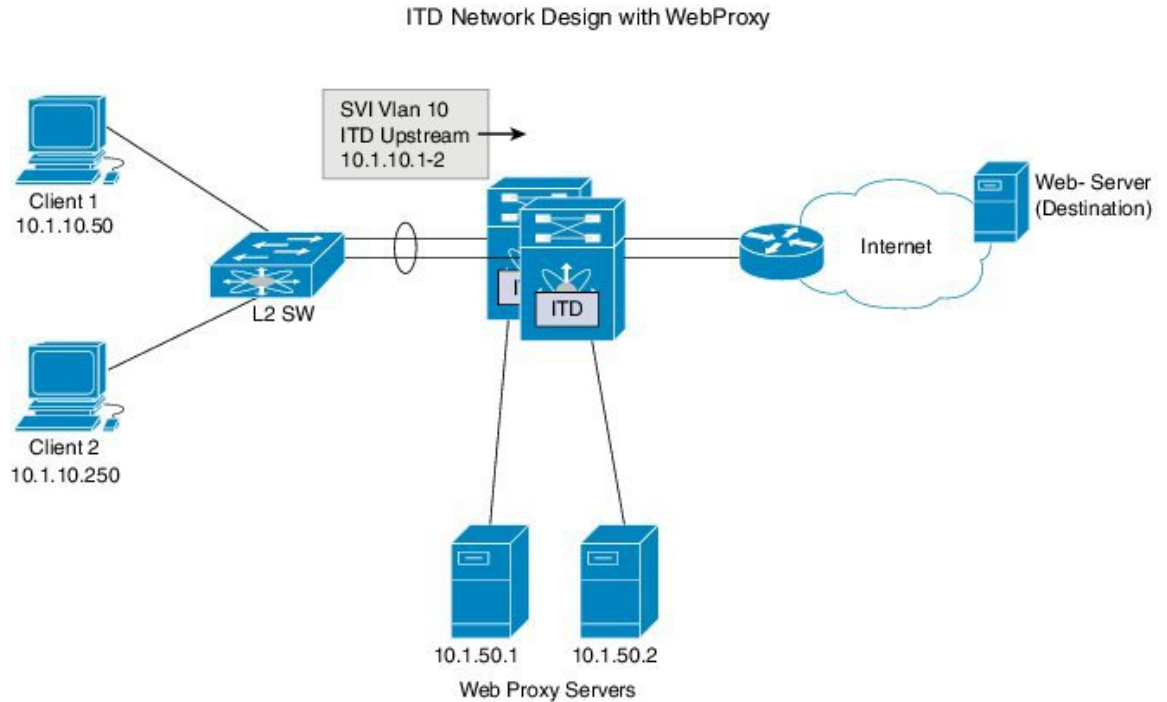 ITD Network Design with WebProxy
SVI Vlan 10
ITD Upstream
10.1.10.1-2
Client 1
10.1.10.50
L2 SW
IT
ITD
Internet
Web- Server
(Destination)
Client 2
10.1.10.250
10.1.50.1
10.1.50.2
Web Proxy Servers